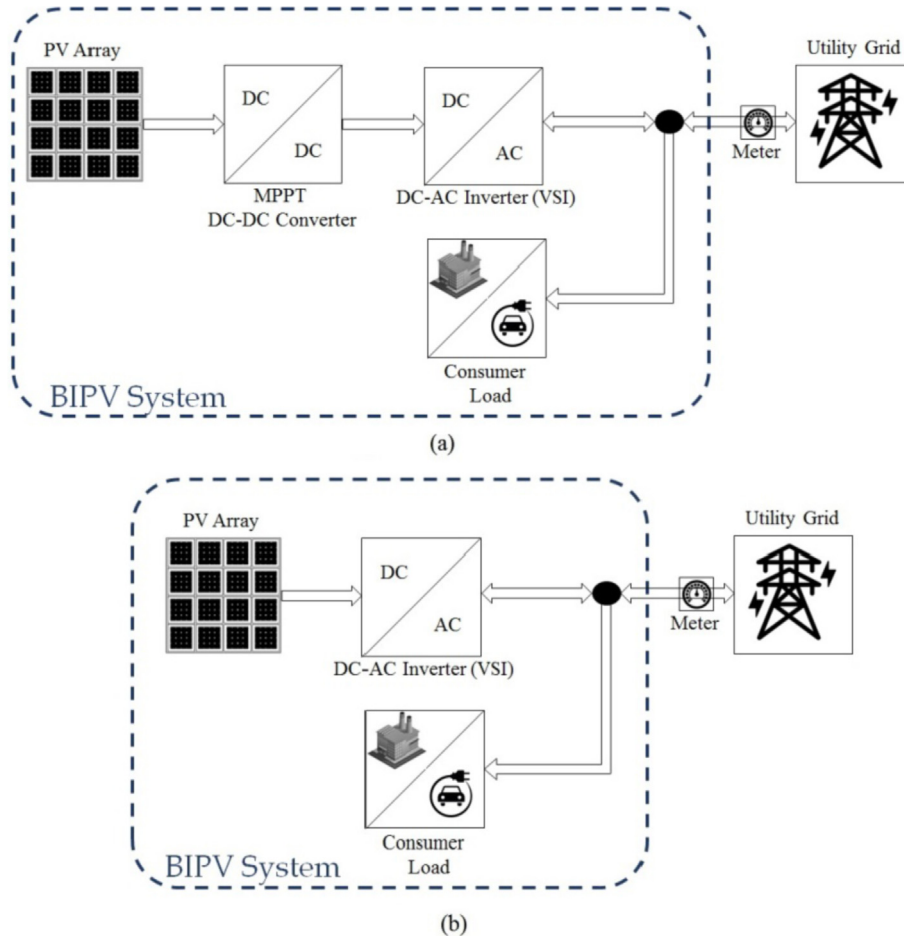 PV Array
Utility Grid
DC
DC
DC
AC
Meter
MPPT
DC-DC Converter
DC-AC Inverter (VSI)
Consumer
Load
BIPV System
(a)
PV Array
Utility Grid
DC
AC
Meter
DC-AC Inverter (VSI)
Consumer
Load
BIPV System
(b)